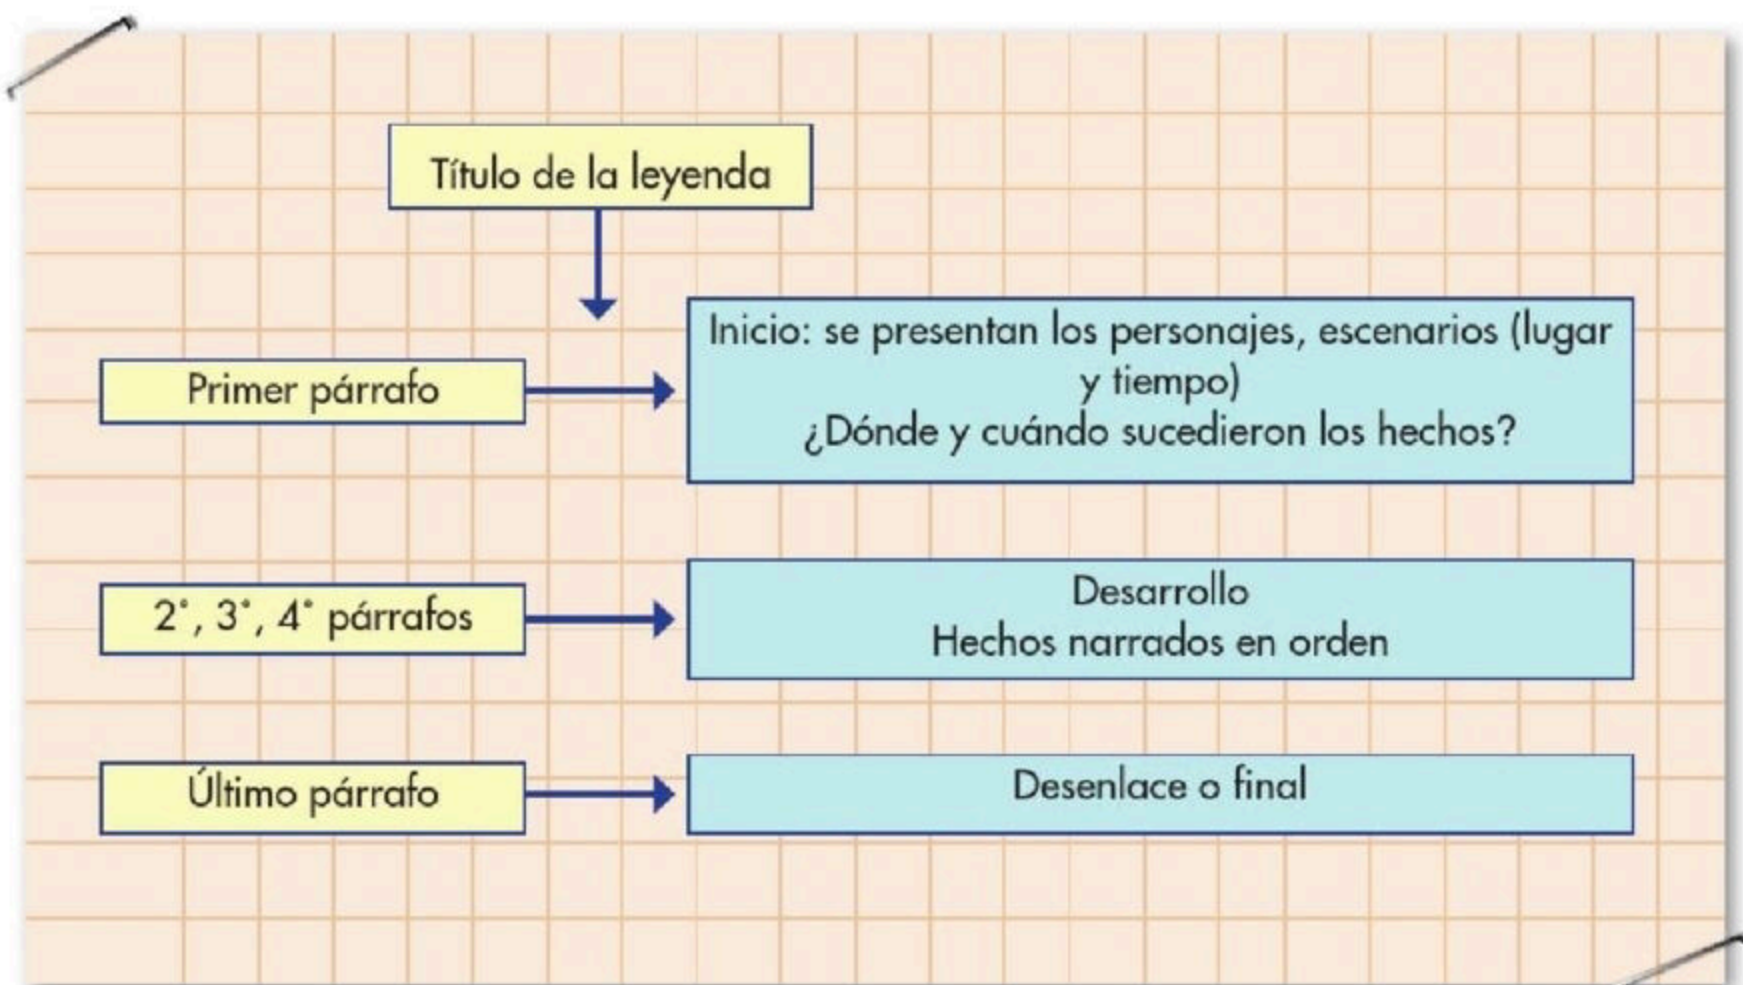 Título de la leyenda
Primer párrafo
Inicio: se presentan los personajes, escenarios (lugar
y tiempo)
¿Dónde y cuándo sucedieron los hechos?
2°, 3°, 4° párrafos
Desarrollo
Hechos narrados en orden
Último párrafo
Desenlace o final